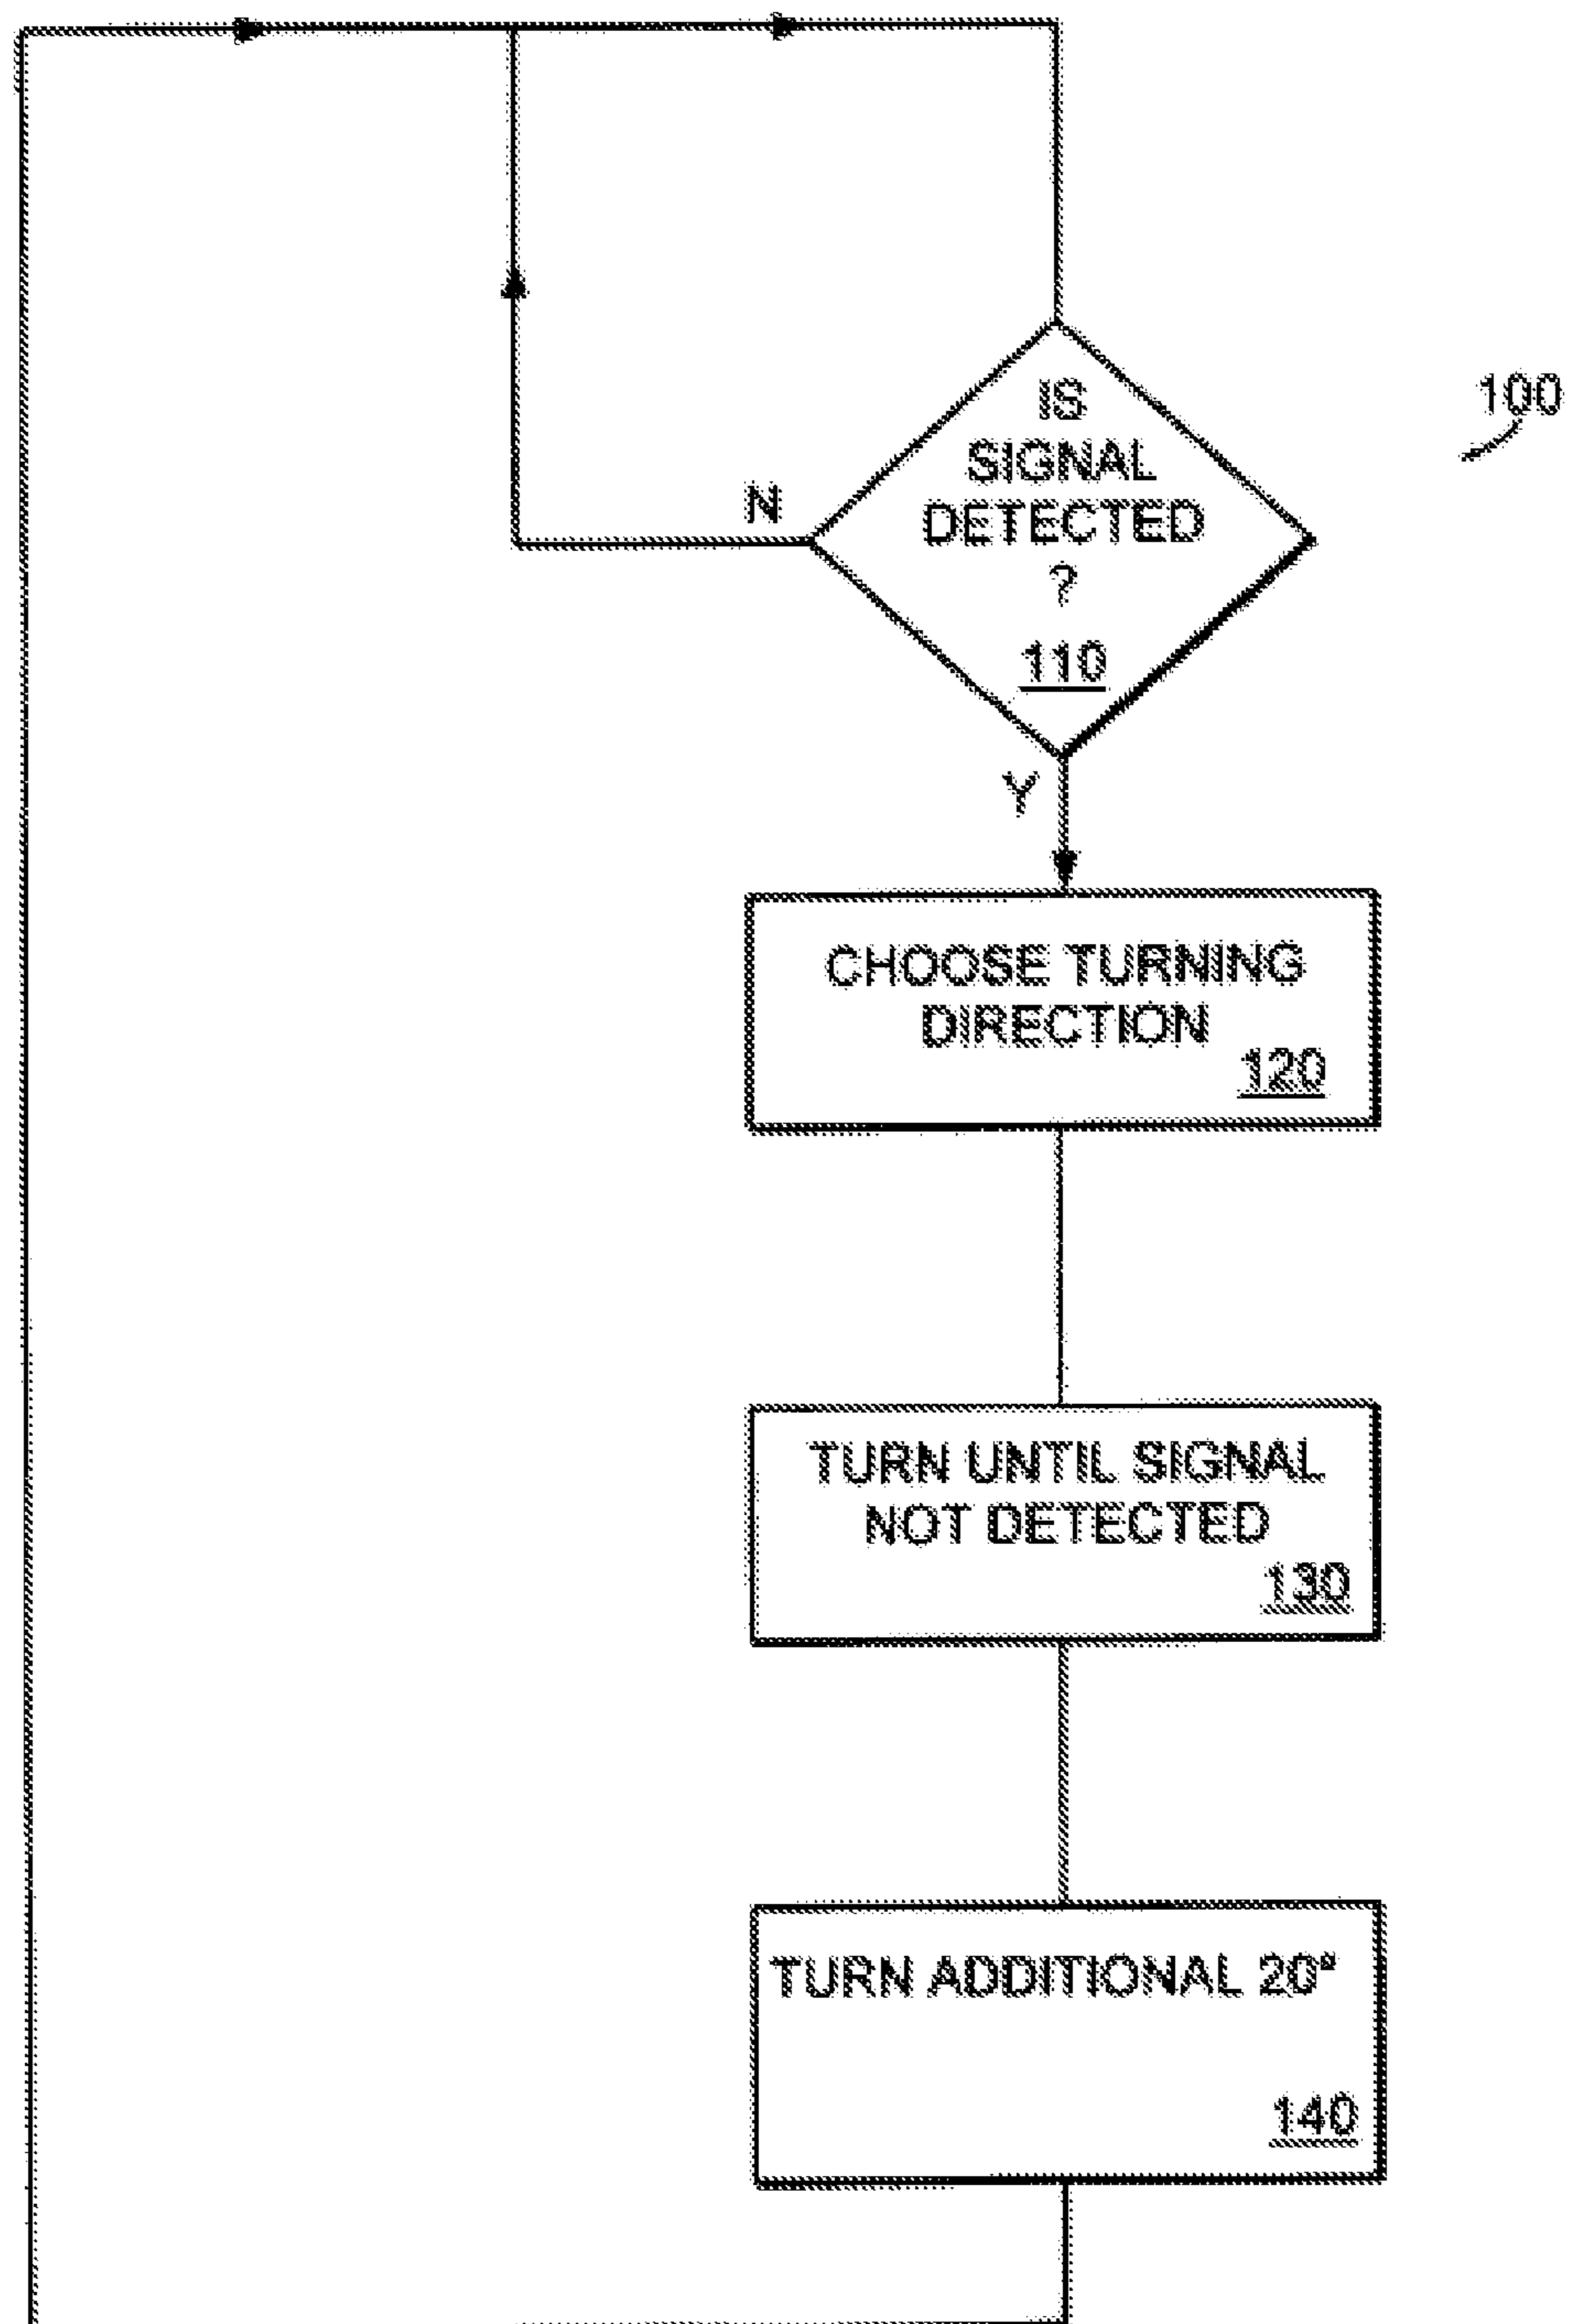 100
IS
SIGNAL
DETECTED
?
110
N
Y
CHOOSE TURNING
DIRECTION
120
TURN UNTIL SIGNAL
NOT DETECTED
130
TURN ADDITIONAL 20°
140